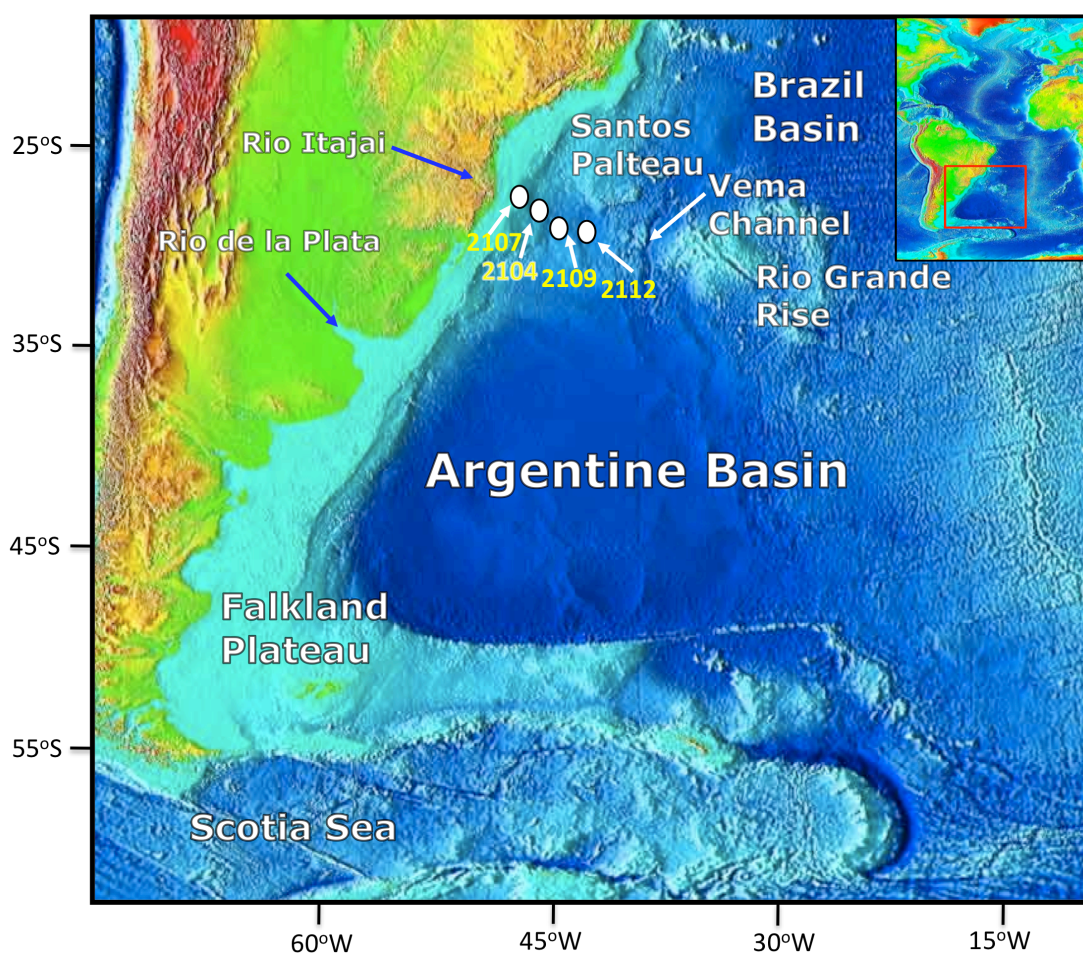 Brazil
Basin
Santos
Palteau
25°S
Rio Itajai
Vema
Channel
Rio de la Plata
2107
2104
2109
2112
Rio Grande
Rise
35°S
Argentine Basin
45°S
Falkland
Plateau
55°S
Scotia Sea
60°W
45°W
30°W
15°W